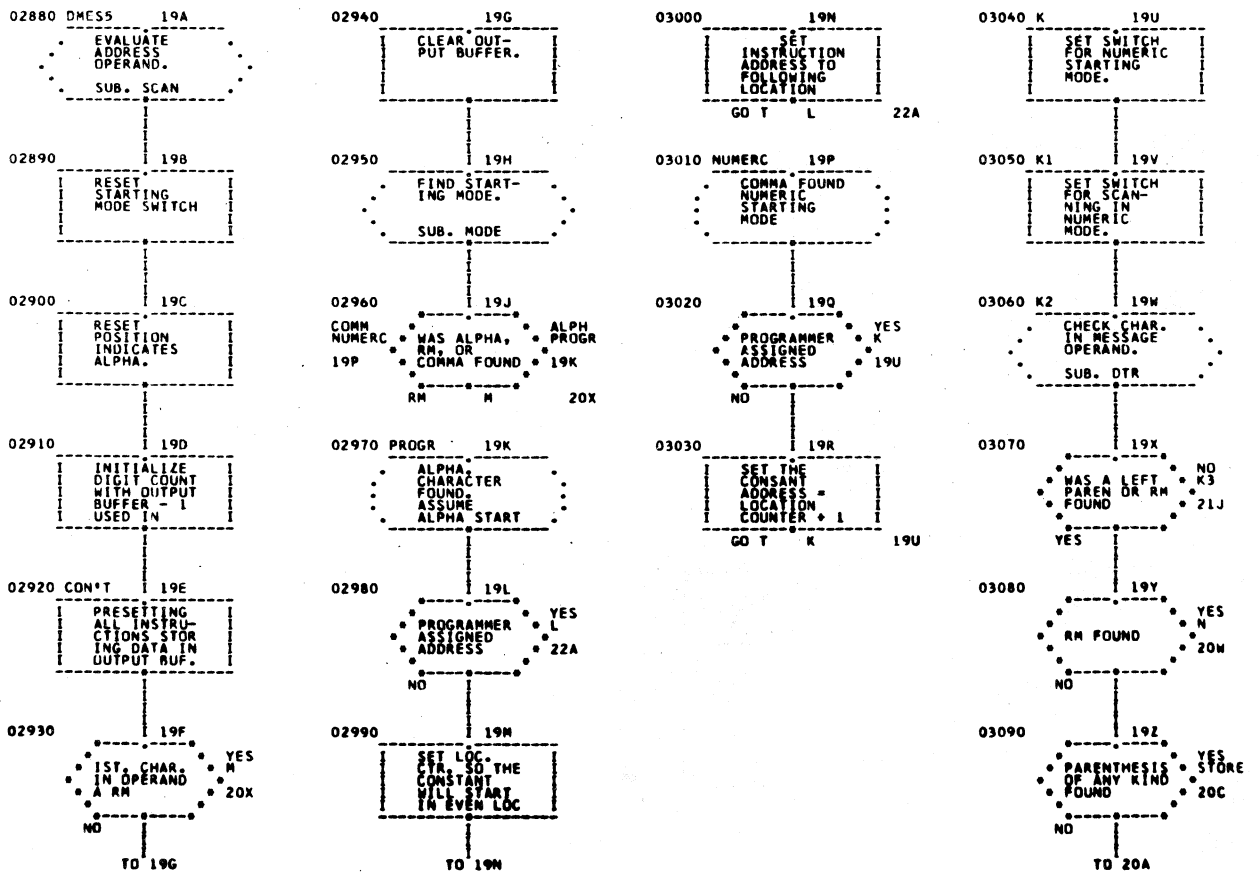 02880 DMES5 19A
EVALUATE
ADDRESS
OPERAND.
SUB. SCAN
02890 19B
RESET
STARTING
MODE SWITCH
02900 19C
RESET
POSITION
INDICATES
ALPHA.
02910 19D
INITIALIZE
DIGIT COUNT
WITH OUTPUT
BUFFER - 1
USED IN
02920 CON'T 19E
PRESETTING
ALL INSTRU-
CTIONS STOR
ING DATA IN
OUTPUT BUF.
02930 19F
IST. CHAR.
IN OPERAND
A RM
YES
M
20X
NO
TO 19G
02940 19G
CLEAR OUT-
PUT BUFFER.
02950 19H
FIND START-
ING MODE.
SUB. MODE
02960 19J
COMM
NUMERC
19P
WAS ALPHA,
RM, OR
COMMA FOUND
ALPH
PROGR
19K
RM M 20X
02970 PROGR 19K
ALPHA.
CHARACTER
FOUND.
ASSUME
ALPHA START
02980 19L
PROGRAMMER
ASSIGNED
ADDRESS
YES
L
22A
NO
02990 19M
SET LOC.
CTR. SO THE
CONSTANT
WILL START
IN EVEN LOC
TO 19N
03000 19N
SET
INSTRUCTION
ADDRESS TO
FOLLOWING
LOCATION
GO T L 22A
03010 NUMERC 19P
COMMA FOUND
NUMERIC
STARTING
MODE
03020 19Q
PROGRAMMER
ASSIGNED
ADDRESS
YES
K
19U
NO
03030 19R
SET THE
CONSANT
ADDRESS =
LOCATION
COUNTER + 1
GO T K 19U
03040 K 19U
SET SWITCH
FOR NUMERIC
STARTING
MODE.
03050 K1 19V
SET SWITCH
FOR SCAN-
NING IN
NUMERIC
MODE.
03060 K2 19W
CHECK CHAR.
IN MESSAGE
OPERAND.
SUB. DTR
03070 19X
WAS A LEFT
PAREN OR RM
FOUND
NO
K3
21J
YES
03080 19Y
RM FOUND
YES
N
20W
NO
03090 19Z
PARENTHESIS
OF ANY KIND
FOUND
YES
STORE
20C
NO
TO 20A